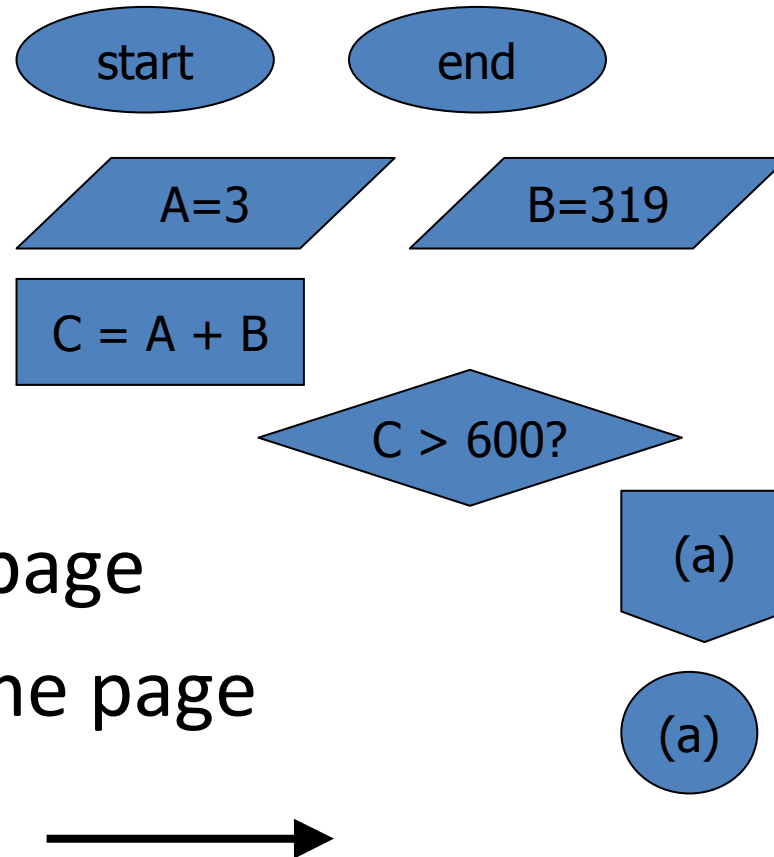 start end
A=3 B=319
C = A + B
C > 600?
(a)
page
ne page
(a)